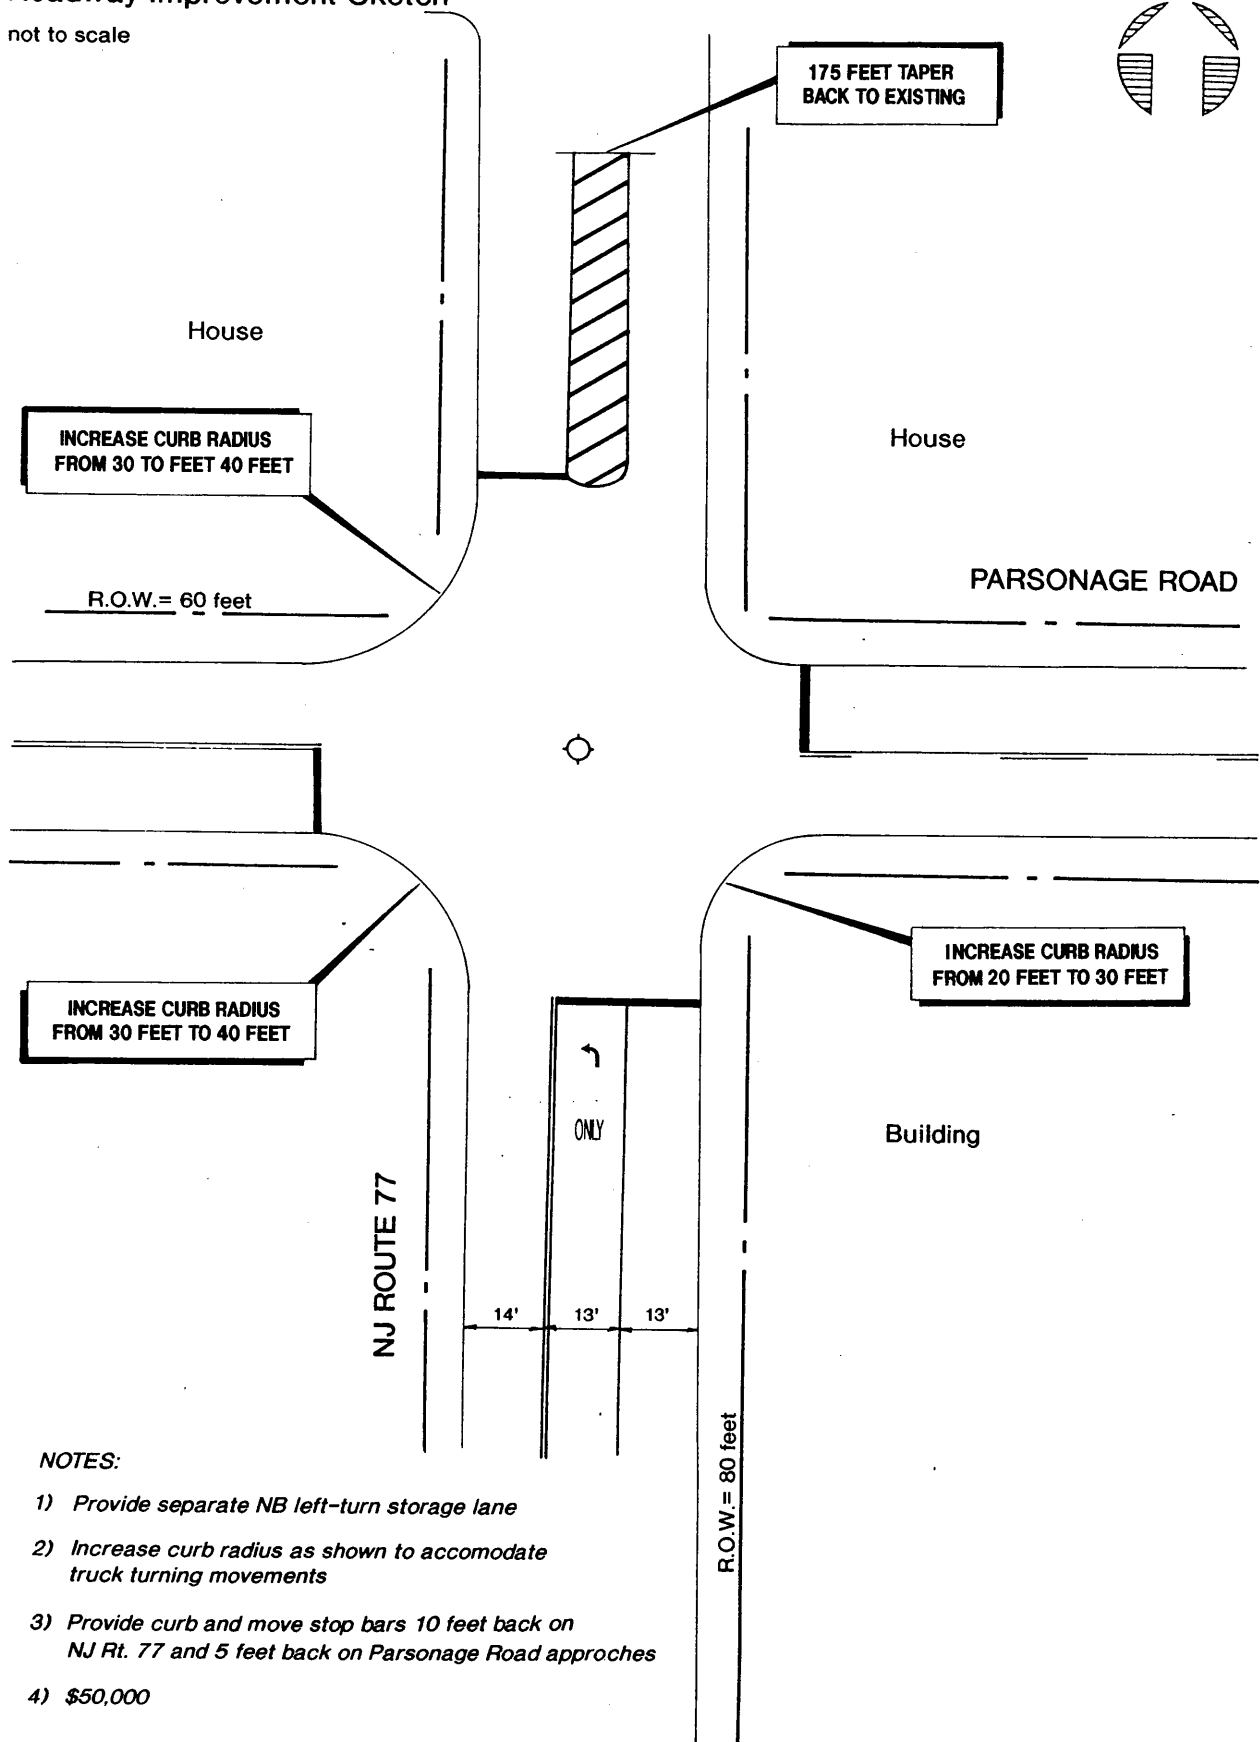 Roadway Improvement Sketch
not to scale
175 FEET TAPER
BACK TO EXISTING
House
INCREASE CURB RADIUS
FROM 30 TO FEET 40 FEET
House
PARSONAGE ROAD
R.O.W.= 60 feet
INCREASE CURB RADIUS
FROM 20 FEET TO 30 FEET
INCREASE CURB RADIUS
FROM 30 FEET TO 40 FEET
ONLY
Building
NJ ROUTE 77
14' 13' 13'
R.O.W.= 80 feet
NOTES:
1) Provide separate NB left-turn storage lane
2) Increase curb radius as shown to accomodate
truck turning movements
3) Provide curb and move stop bars 10 feet back on
NJ Rt. 77 and 5 feet back on Parsonage Road approches
4) $50,000